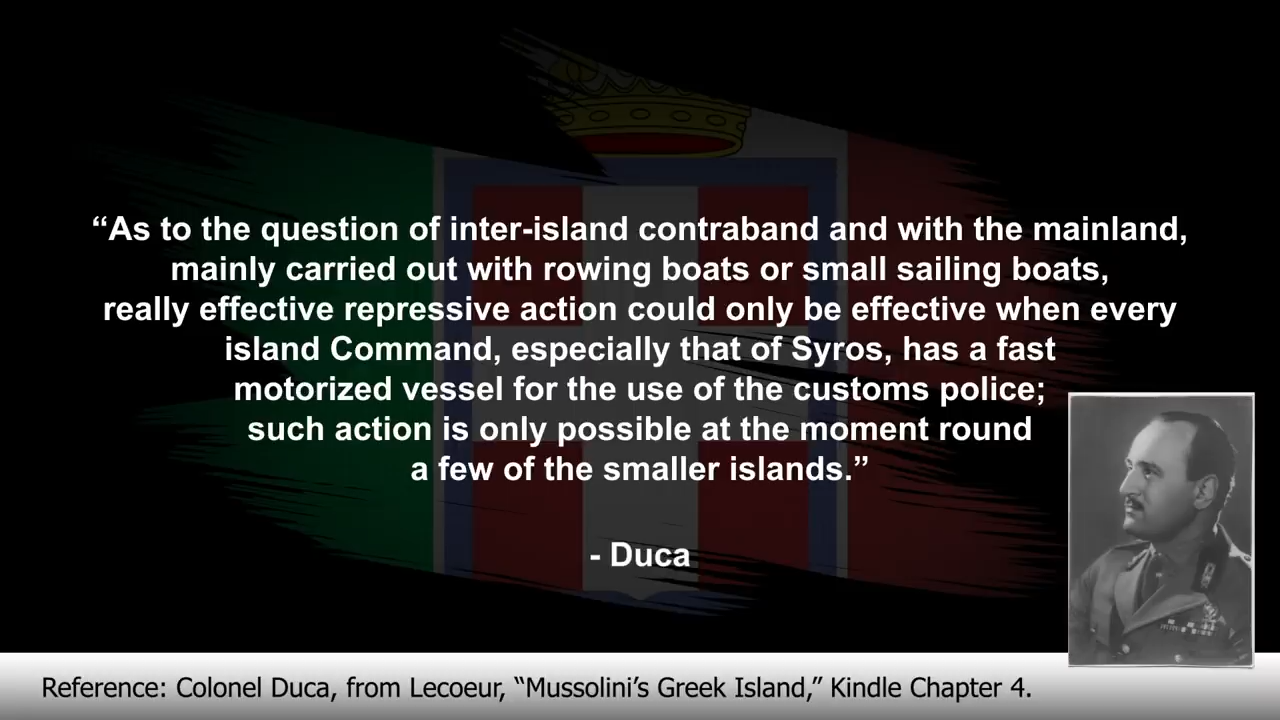 “As to the question of inter-island contraband and with the mainland,
mainly carried out with rowing boats or small sailing boats,
really effective repressive action could only be effective when every
island Command, especially that of Syros, has a fast
motorized vessel for the use of the customs police;
such action is only possible at the moment round
a few of the smaller islands.”
- Duca
Reference: Colonel Duca, from Lecoeur, “Mussolini’s Greek Island,” Kindle Chapter 4.